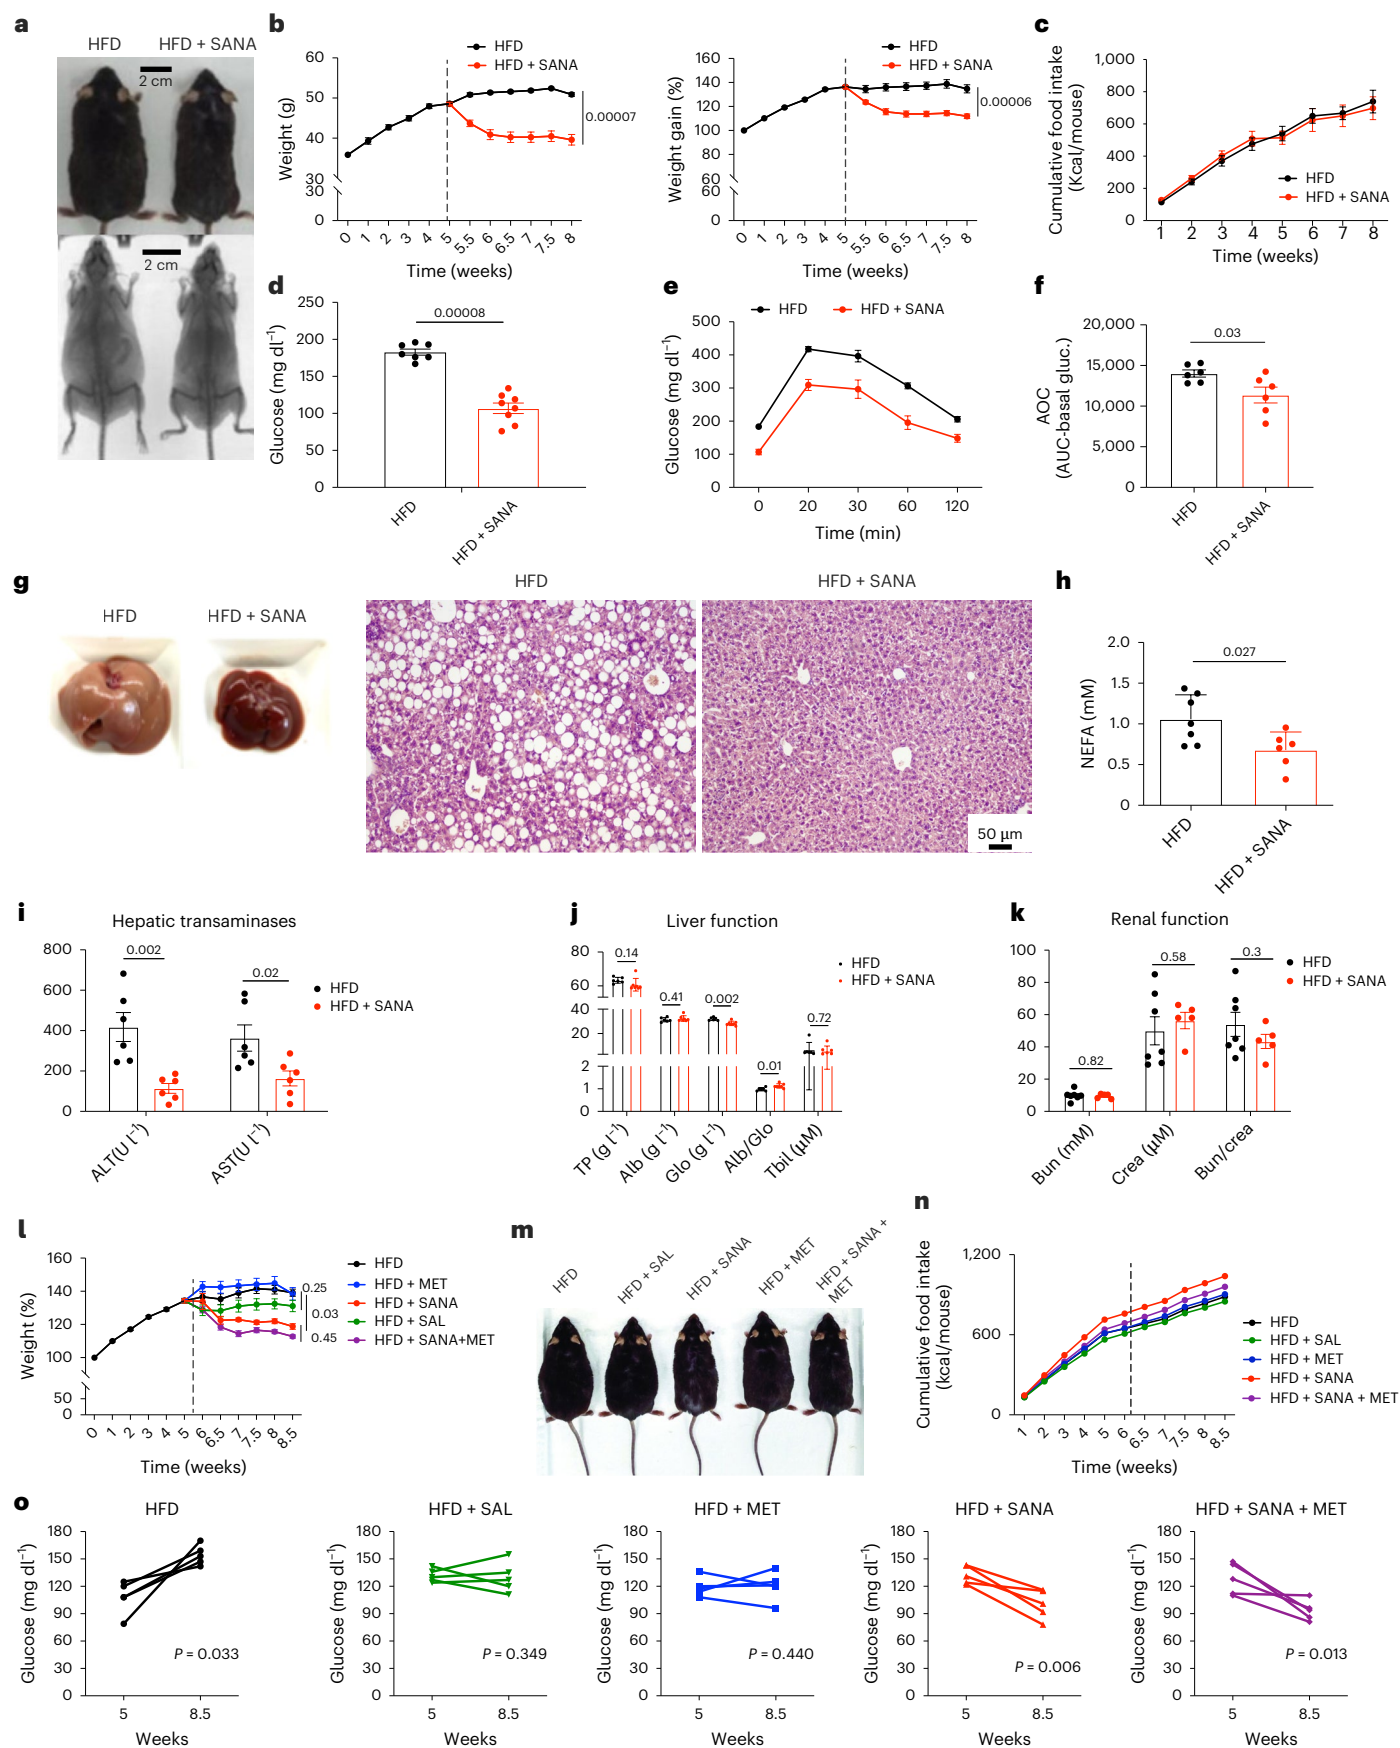 a
HFD
HFD + SANA
2 cm
2 cm
b
HFD
HFD + SANA
Weight (g)
60
50
40
30
30
0
0.00007
0 1 2 3 4 5 5.5 6 6.5 7 7.5 8
Time (weeks)
HFD
HFD + SANA
Weight gain (%)
160
140
120
100
80
60
60
0
0.00006
0 1 2 3 4 5 5.5 6 6.5 7 7.5 8
Time (weeks)
c
Cumulative food intake
(Kcal/mouse)
1,000
800
600
400
200
0
HFD
HFD + SANA
1 2 3 4 5 6 7 8
Time (weeks)
d
Glucose (mg dl⁻¹)
250
200
150
100
50
0
0.00008
HFD
HFD + SANA
e
HFD
HFD + SANA
Glucose (mg dl⁻¹)
500
400
300
200
100
0
0 20 30 60 120
Time (min)
f
AOC
(AUC-basal gluc.)
20,000
15,000
10,000
5,000
0
0.03
HFD
HFD + SANA
g
HFD
HFD + SANA
HFD
HFD + SANA
50 µm
h
NEFA (mM)
2.0
1.5
1.0
0.5
0
0.027
HFD
HFD + SANA
i
Hepatic transaminases
800
600
400
200
0
0.002
0.02
HFD
HFD + SANA
ALT(U l⁻¹)
AST(U l⁻¹)
j
Liver function
80
60
40
20
2
1
0
0.14
0.41
0.002
0.01
0.72
HFD
HFD + SANA
TP (g l⁻¹)
Alb (g l⁻¹)
Glo (g l⁻¹)
Alb/Glo
Tbil (µM)
k
Renal function
100
80
60
40
20
0
0.82
0.58
0.3
HFD
HFD + SANA
Bun (mM)
Crea (µM)
Bun/crea
l
Weight (%)
160
140
120
100
50
0
0.25
0.03
0.45
HFD
HFD + MET
HFD + SANA
HFD + SAL
HFD + SANA+MET
0 1 2 3 4 5 6 6.5 7 7.5 8 8.5
Time (weeks)
m
HFD
HFD + SAL
HFD + SANA
HFD + MET
HFD + SANA +
MET
n
Cumulative food intake
(kcal/mouse)
1,200
600
0
HFD
HFD + SAL
HFD + MET
HFD + SANA
HFD + SANA + MET
1 2 3 4 5 6 6.5 7 7.5 8 8.5
Time (weeks)
o
HFD
Glucose (mg dl⁻¹)
180
150
120
90
60
30
0
P = 0.033
5 8.5
Weeks
HFD + SAL
Glucose (mg dl⁻¹)
180
150
120
90
60
30
0
P = 0.349
5 8.5
Weeks
HFD + MET
Glucose (mg dl⁻¹)
180
150
120
90
60
30
0
P = 0.440
5 8.5
Weeks
HFD + SANA
Glucose (mg dl⁻¹)
180
150
120
90
60
30
0
P = 0.006
5 8.5
Weeks
HFD + SANA + MET
Glucose (mg dl⁻¹)
180
150
120
90
60
30
0
P = 0.013
5 8.5
Weeks